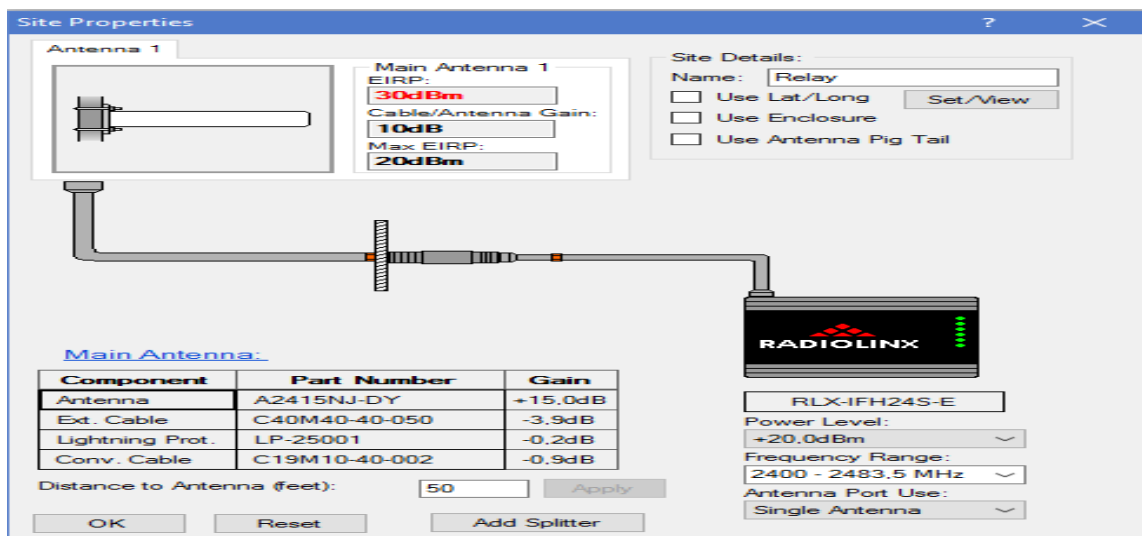 Site Properties ? ×
Antenna 1
Main Antenna 1
EIRP:
30dBm
Cable/Antenna Gain:
10dB
Max EIRP:
20dBm
Site Details:
Name: Relay
Use Lat/Long Set/View
Use Enclosure
Use Antenna Pig Tail
RADIOLINX
Main Antenna:
Component Part Number Gain
Antenna A2415NJ-DY +15,0dB
Ext. Cable C40M40-40-050 -3,9dB
Lightning Prot. LP-25001 -0,2dB
Conv. Cable C19M10-40-002 -0,9dB
Distance to Antenna (feet): 50 Apply
OK Reset Add Splitter
RLX-IFH24S-E
Power Level:
+20,0dBm
Frequency Range:
2400 - 2483,5 MHz
Antenna Port Use:
Single Antenna